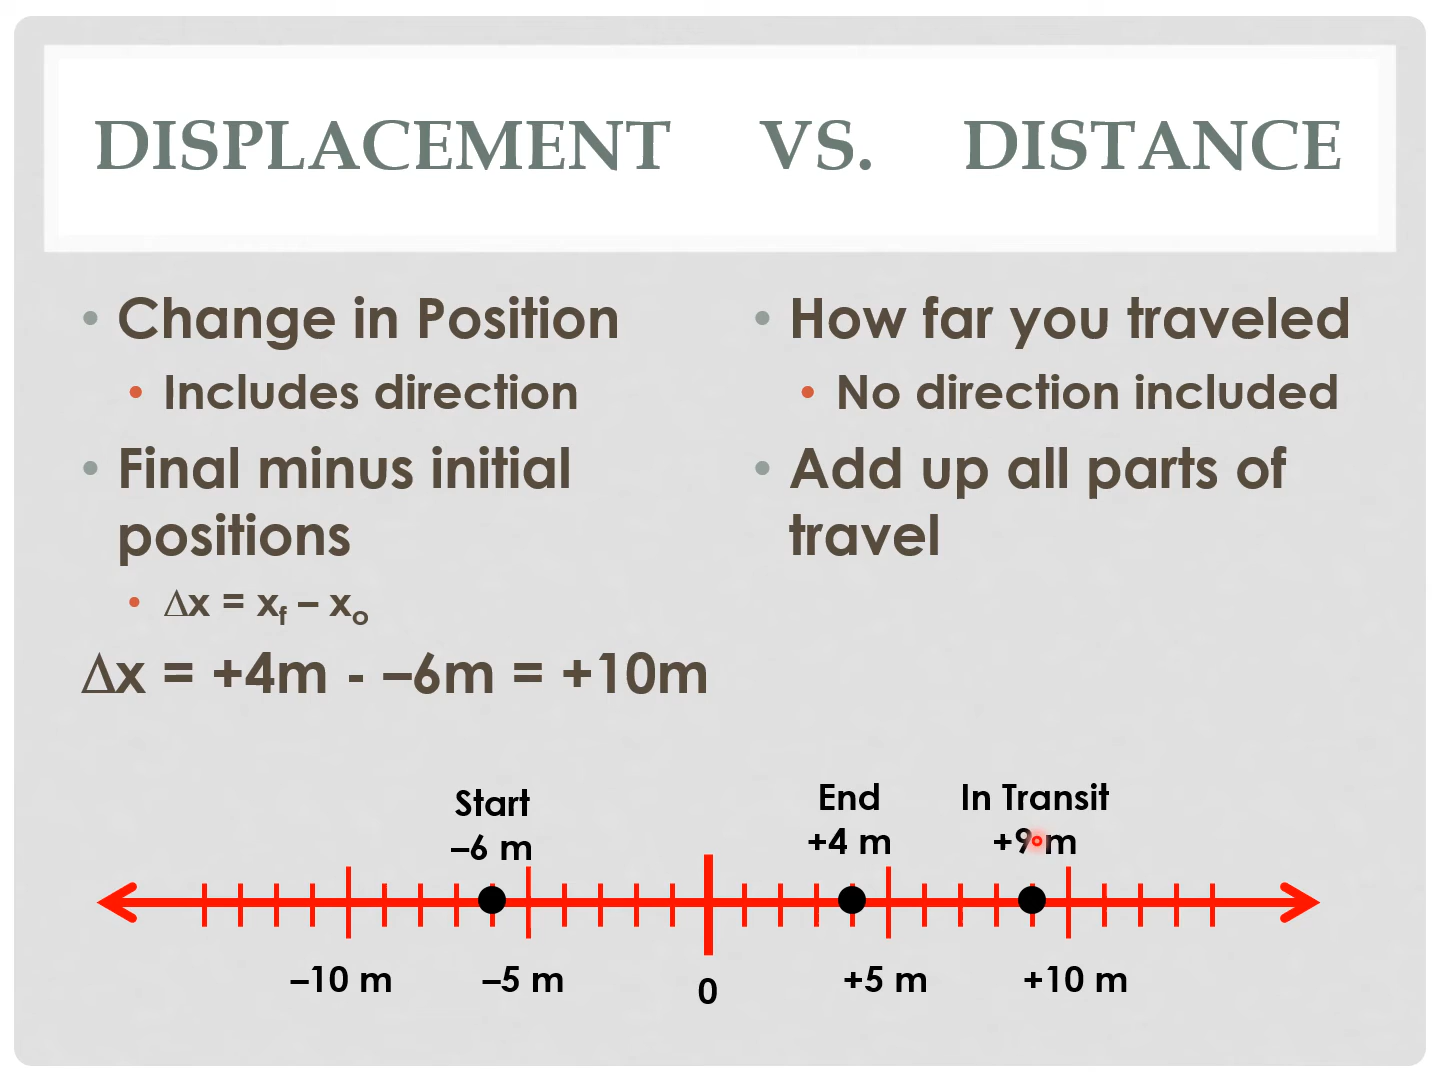 DISPLACEMENT VS. DISTANCE
• Change in Position
• Includes direction
• Final minus initial
positions
• Δx = xf – xo
Δx = +4m - –6m = +10m
• How far you traveled
• No direction included
• Add up all parts of
travel
Start
–6 m
End
+4 m
In Transit
+9 m
–10 m
–5 m
0
+5 m
+10 m